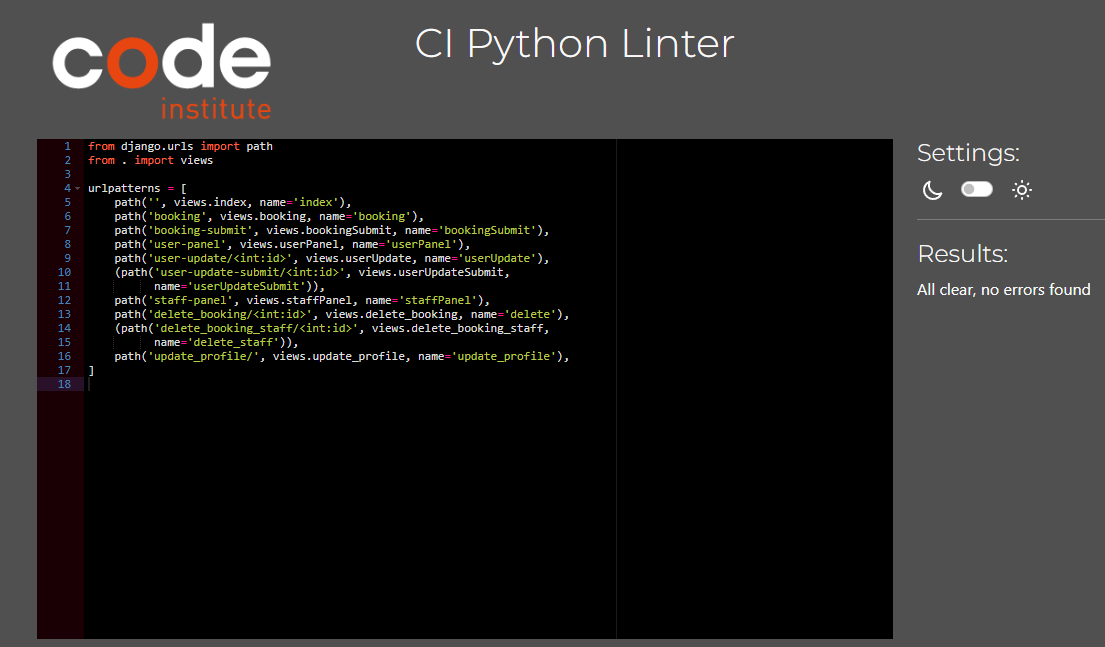 code
institute
CI Python Linter
1 from django.urls import path
2 from . import views
3
4 urlpatterns = [
5     path('', views.index, name='index'),
6     path('booking', views.booking, name='booking'),
7     path('booking-submit', views.bookingSubmit, name='bookingSubmit'),
8     path('user-panel', views.userPanel, name='userPanel'),
9     path('user-update/<int:id>', views.userUpdate, name='userUpdate'),
10     (path('user-update-submit/<int:id>', views.userUpdateSubmit,
11           name='userUpdateSubmit')),
12     path('staff-panel', views.staffPanel, name='staffPanel'),
13     path('delete_booking/<int:id>', views.delete_booking, name='delete'),
14     (path('delete_booking_staff/<int:id>', views.delete_booking_staff,
15           name='delete_staff')),
16     path('update_profile/', views.update_profile, name='update_profile'),
17 ]
18
Settings:
Results:
All clear, no errors found